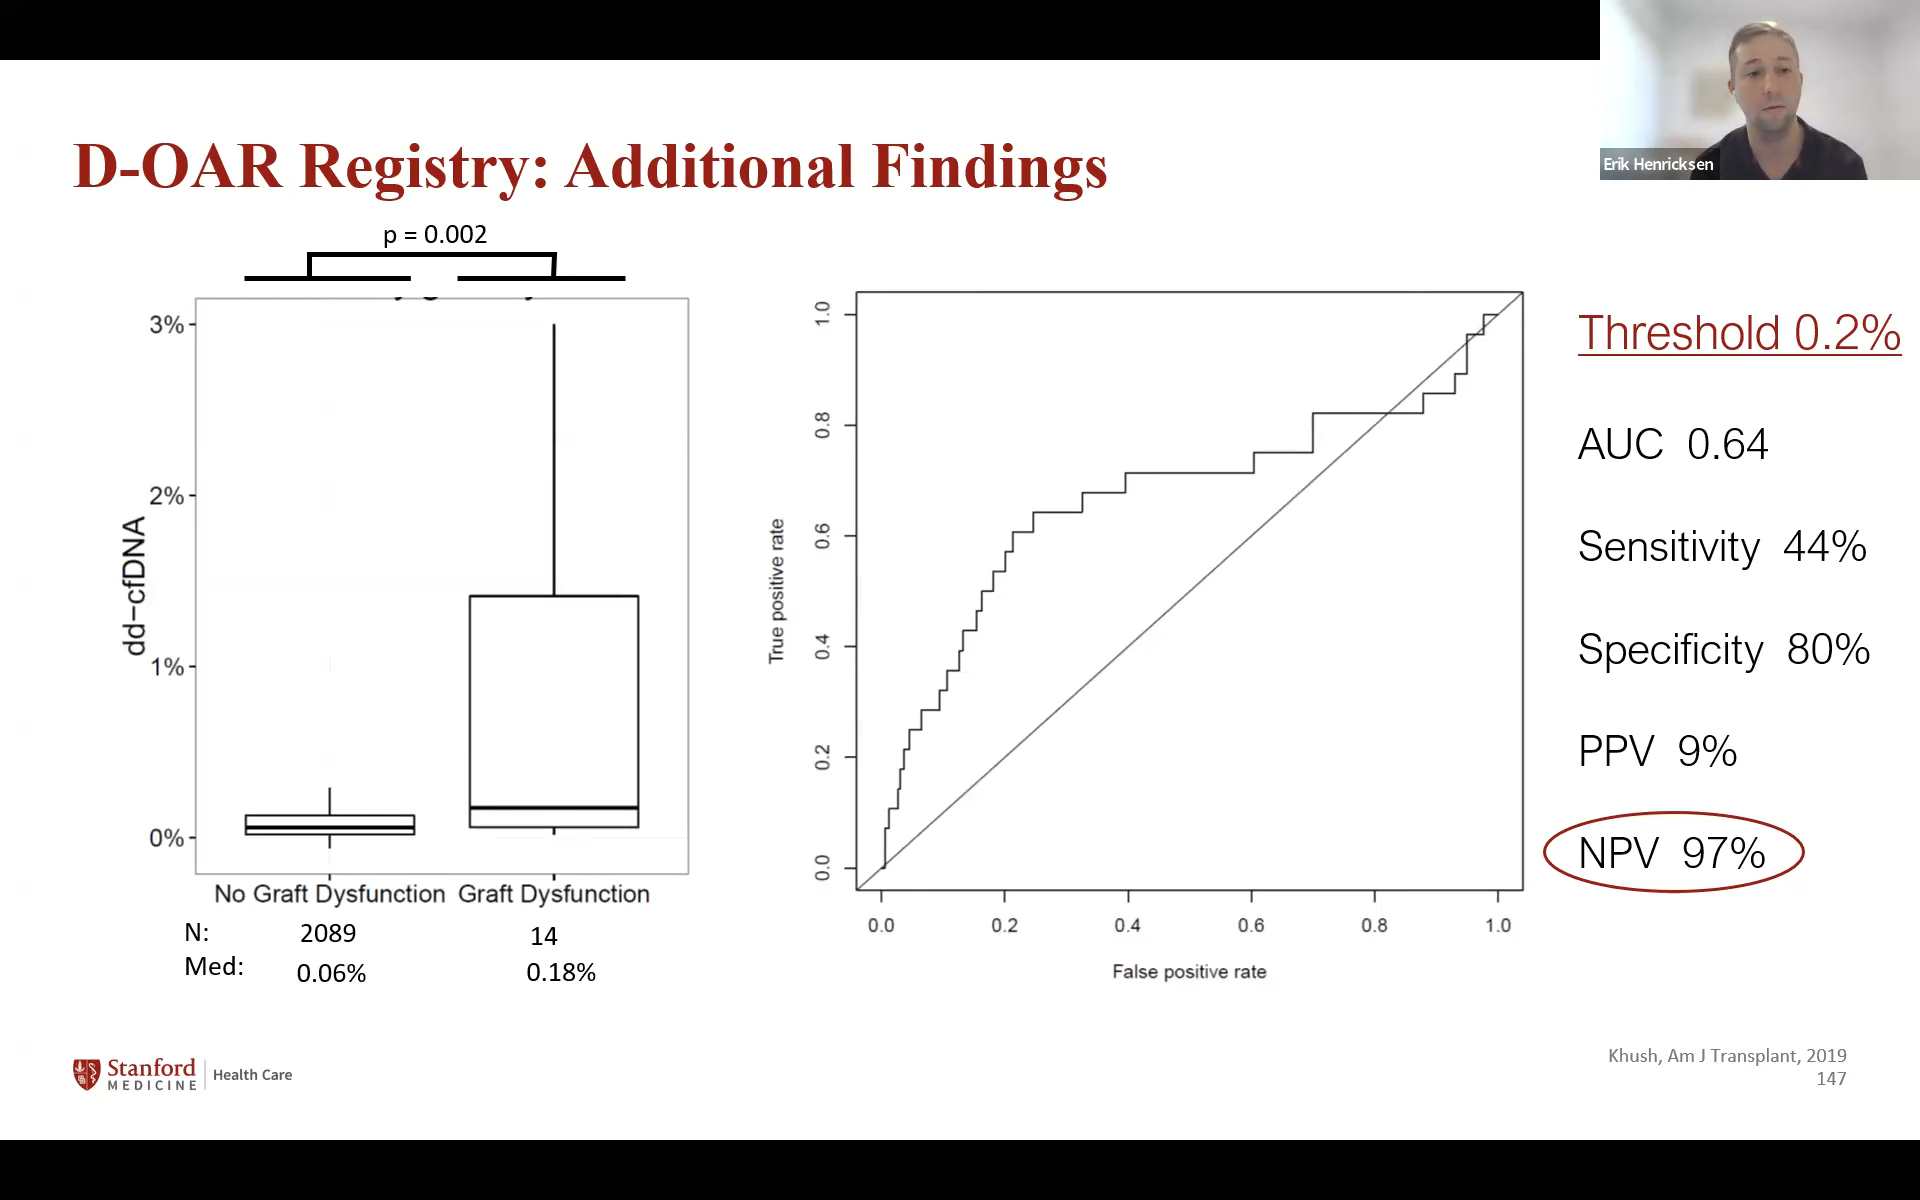 Erik Henricksen
D-OAR Registry: Additional Findings
p = 0.002
3%
2%
1%
0%
dd-cfDNA
No Graft Dysfunction
Graft Dysfunction
N:
2089
14
Med:
0.06%
0.18%
1.0
0.8
0.6
0.4
0.2
0.0
True positive rate
0.0
0.2
0.4
0.6
0.8
1.0
False positive rate
Threshold 0.2%
AUC 0.64
Sensitivity 44%
Specificity 80%
PPV 9%
NPV 97%
Stanford
MEDICINE
Health Care
Khush, Am J Transplant, 2019
147